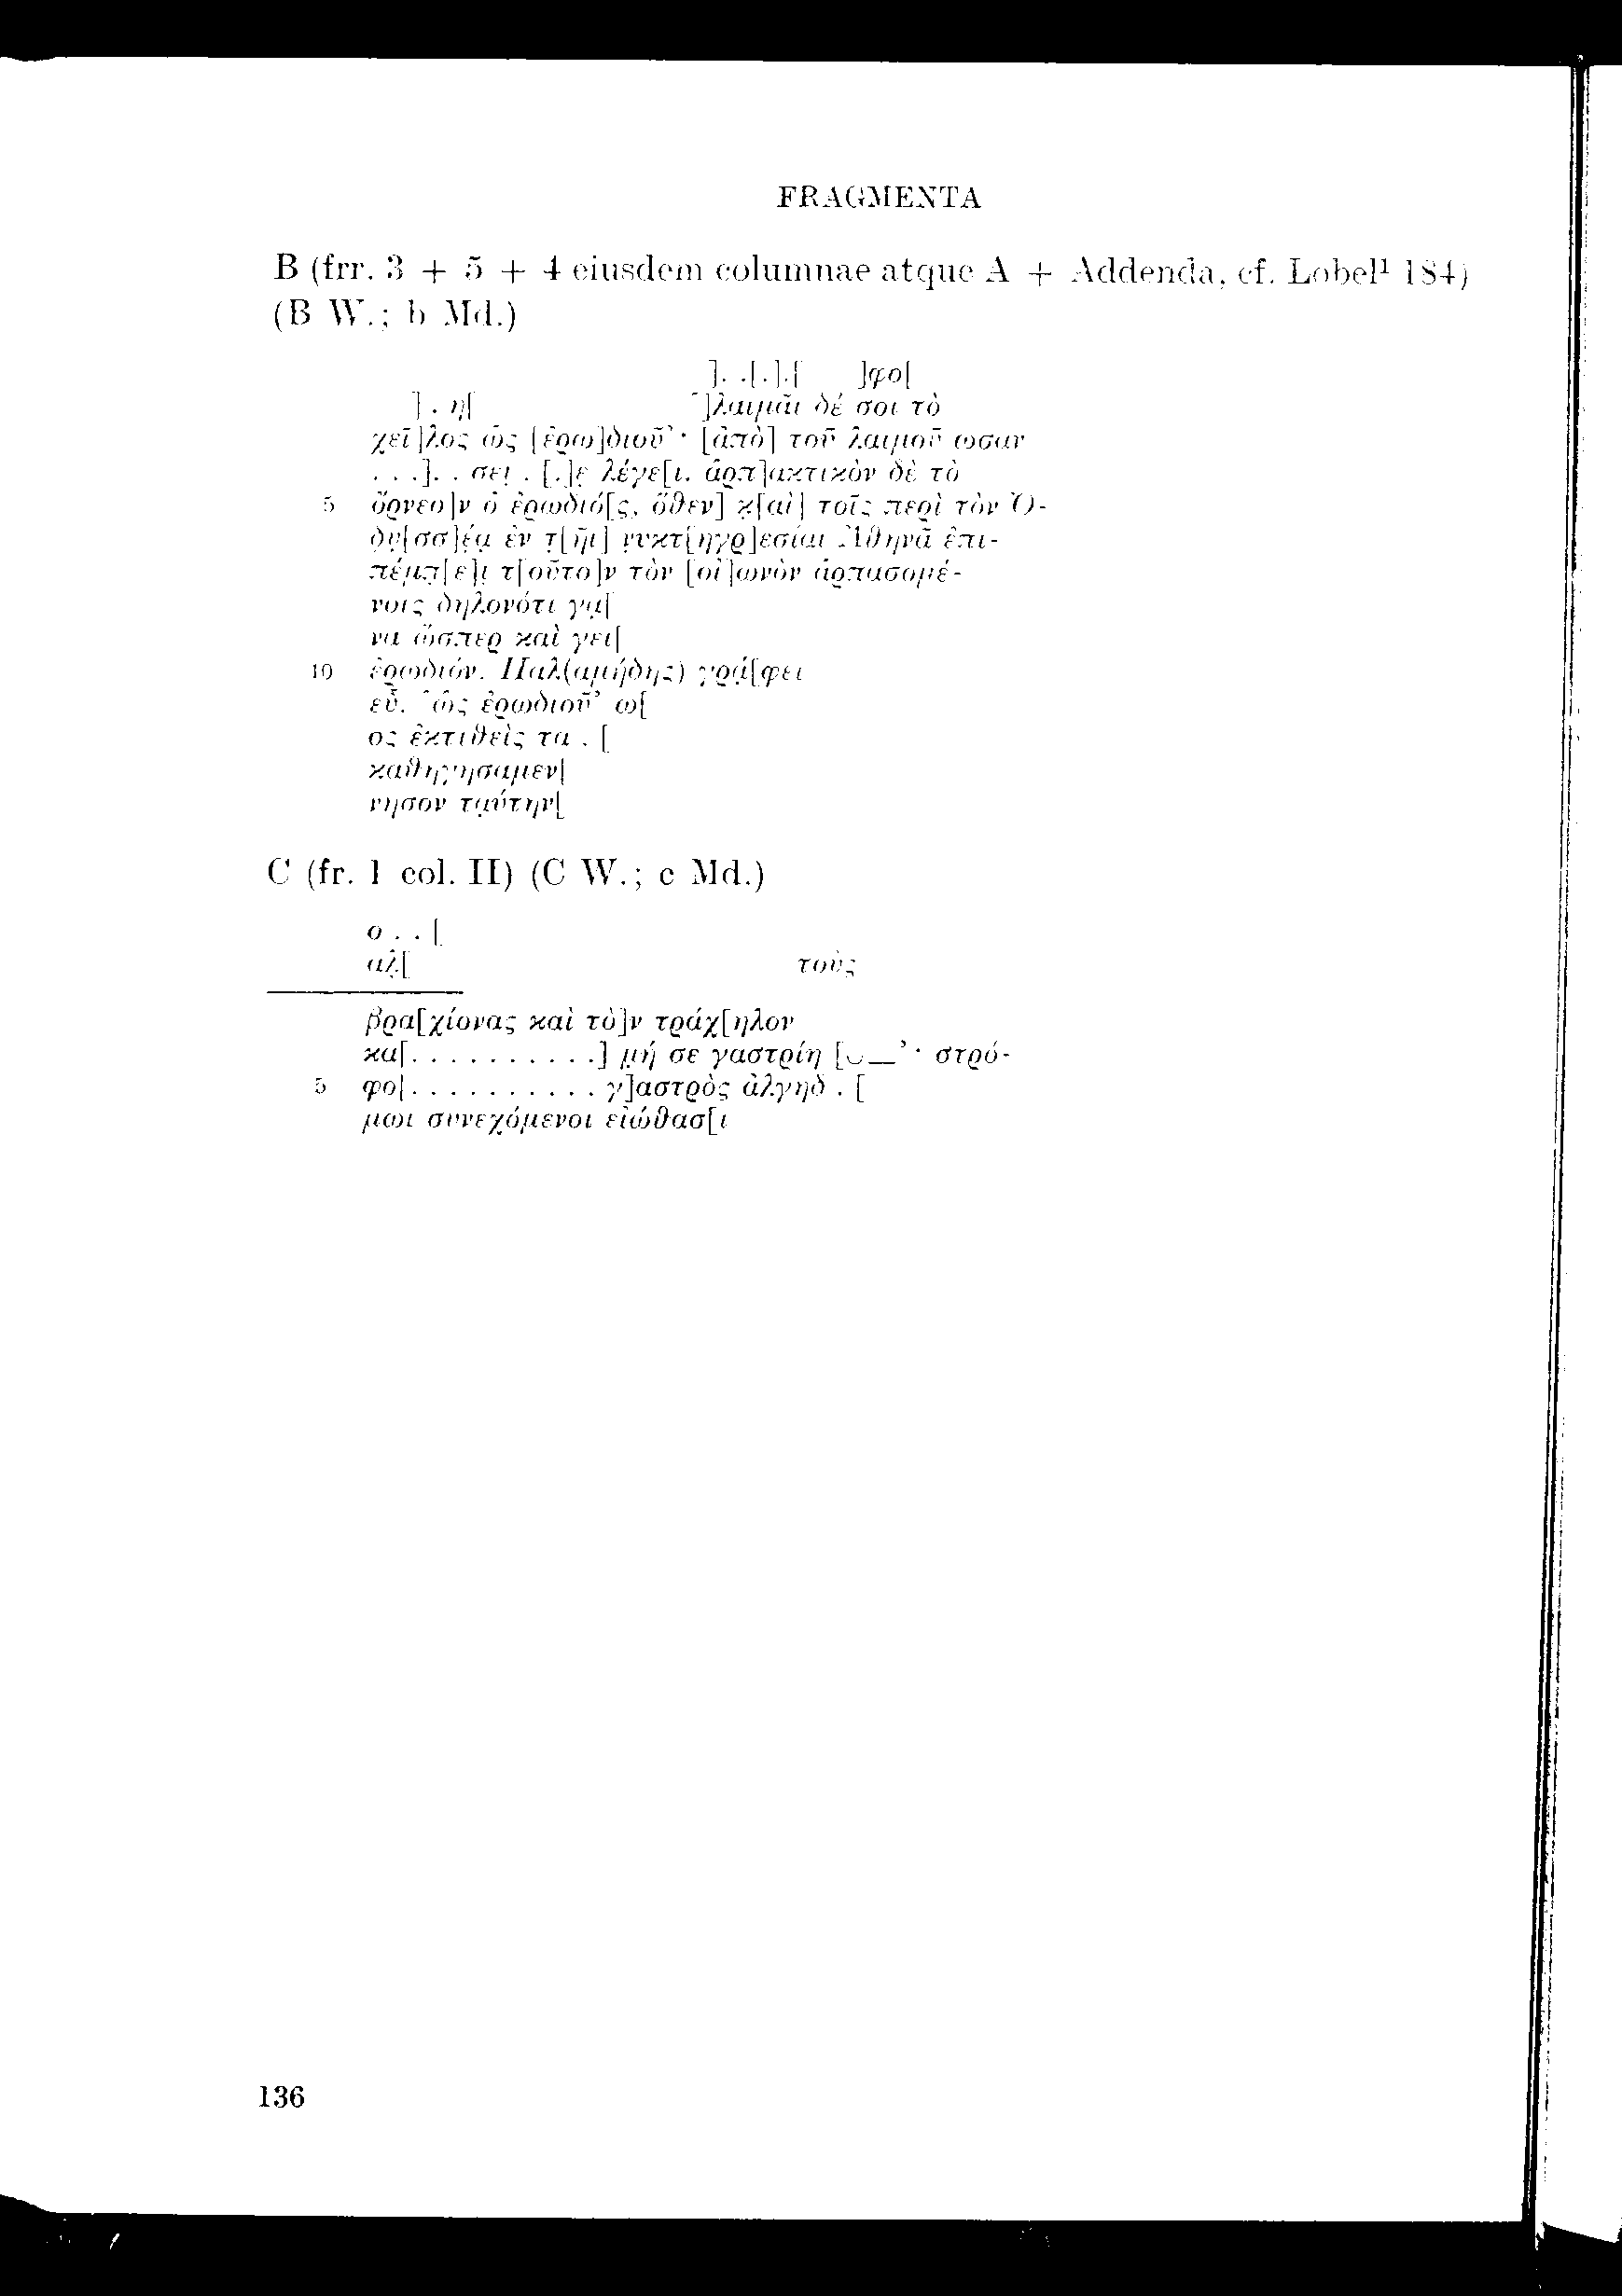 FRAGMENTA
B (frr. 3 + 5 + 4 eiusdem columnae atque A + Addenda, cf. Lobel¹ 184)
(B W.; b Md.)
]. .[.].[ ]φο[
] . η[ ‘]λαιμᾶι δέ σοι τὸ
χεῖ]λος ὡς [ἐρω]διοῦ’· [ἀπὸ] τοῦ λαιμοῦ ωσαν
. . .]. . σει . [.]ε λέγε[ι. ἁρπ]ακτικὸν δὲ τὸ
5 ὄρνεο]ν ὁ ἐρωδιό[ς, ὅθεν] κ[αὶ] τοῖς περὶ τὸν Ὀ-
δυ[σσ]έα ἐν τ[ῆι] νυκτ[ηγρ]εσίαι Ἀθηνᾶ ἐπι-
πέμπ[ε]ι τ[οῦτο]ν τὸν [οἰ]ωνὸν ἁρπασομέ-
νοις δηλονότι γα[
να ὥσπερ καὶ γει[
10 ἐρωδιόν. Παλ(αμήδης) γρά[φει
εὖ. ‘ὡς ἐρωδιοῦ’ ω[
ος ἐκτιθεὶς τα . [
καθηγησαμεν[
νησον ταύτην[
C (fr. 1 col. II) (C W.; c Md.)
ο . . [
αλ[ τοὺς
βρα[χίονας καὶ τὸ]ν τράχ[ηλον
κα[. . . . . . . . . .] μή σε γαστρίη [⏑—’· στρό-
5 φο[. . . . . . . . . . γ]αστρὸς ἀλγηδ . [
μωι συνεχόμενοι εἰώθασ[ι
136